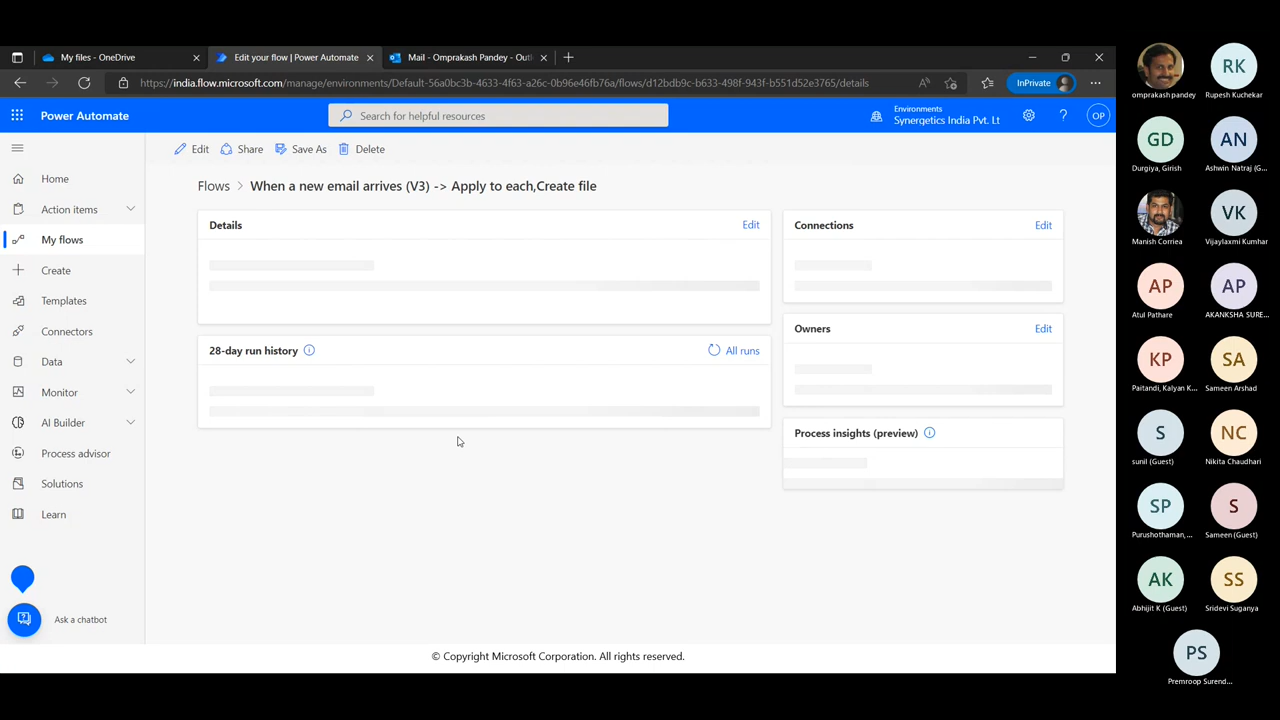 My files - OneDrive
Edit your flow | Power Automate
Mail - Omprakash Pandey - Outl
https://india.flow.microsoft.com/manage/environments/Default-56a0bc3b-4633-4f63-a26c-0b96e46fb76a/flows/d12bdb9c-b633-498f-943f-b551d52e3765/details
InPrivate
Power Automate
Search for helpful resources
Environments
Synergetics India Pvt. Lt
OP
Edit
Share
Save As
Delete
Home
Action items
My flows
Create
Templates
Connectors
Data
Monitor
AI Builder
Process advisor
Solutions
Learn
Ask a chatbot
Flows > When a new email arrives (V3) -> Apply to each,Create file
Details
Edit
28-day run history
All runs
Connections
Edit
Owners
Edit
Process insights (preview)
© Copyright Microsoft Corporation. All rights reserved.
omprakash pandey
RK
Rupesh Kuchekar
GD
Durgiya, Girish
AN
Ashwin Natraj (G...
Manish Corriea
VK
Vijaylaxmi Kumhar
AP
Atul Pathare
AP
AKANKSHA SURE...
KP
Paitandi, Kalyan K...
SA
Sameen Arshad
S
sunil (Guest)
NC
Nikita Chaudhari
SP
Purushothaman, ...
S
Sameen (Guest)
AK
Abhijit K (Guest)
SS
Sridevi Suganya
PS
Premroop Surend...